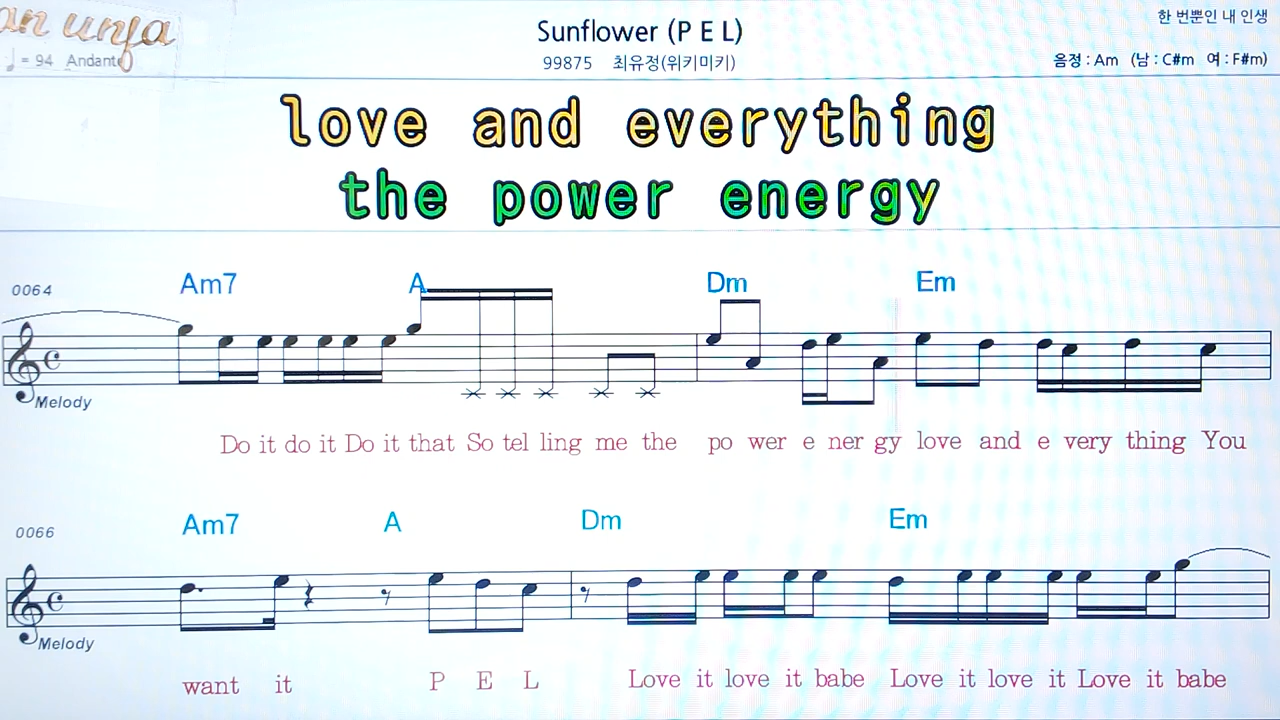 an unja
Sunflower (P E L)
한 번뿐인 내 인생
♩ = 94 Andante
99875 최유정(위키미키)
음정 : Am (남 : C#m 여 : F#m)
love and everything
the power energy
0064
Am7 A Dm Em
Melody
Do it do it Do it that So tel ling me the po wer e ner gy love and e very thing You
0066
Am7 A Dm Em
Melody
want it P E L Love it love it babe Love it love it Love it babe